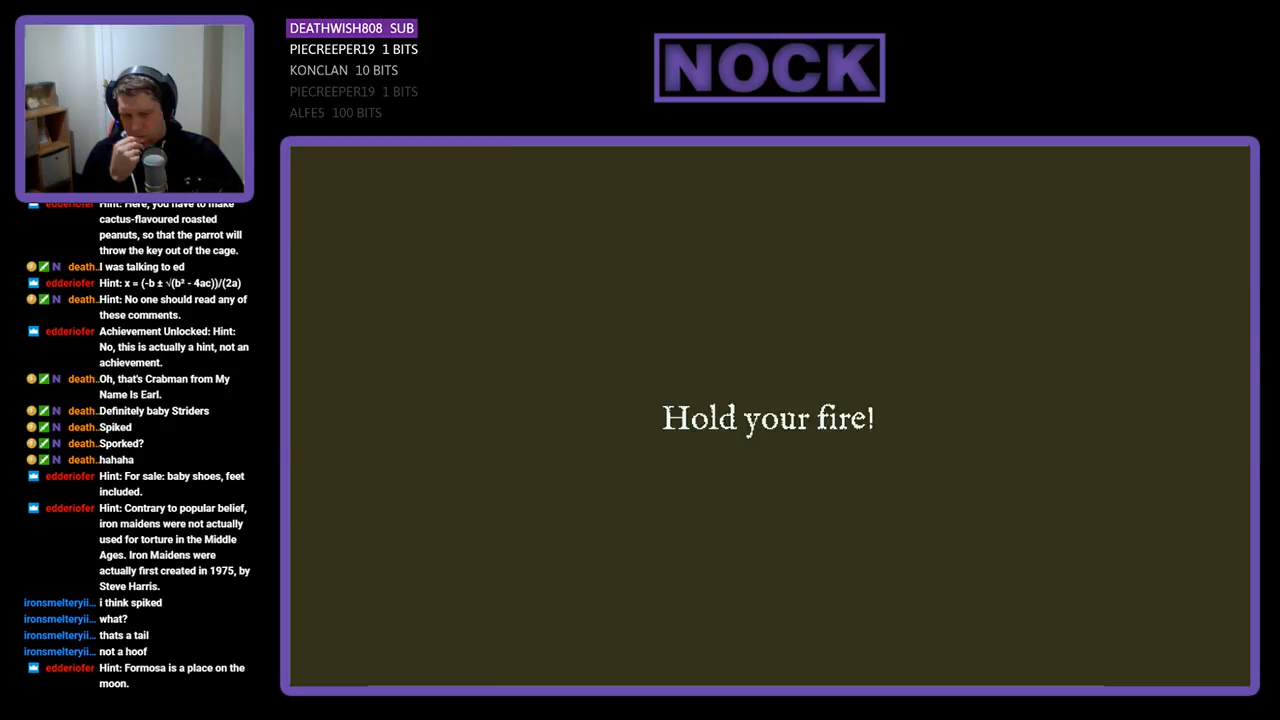 DEATHWISH808 SUB
PIECREEPER19 1 BITS
KONCLAN 10 BITS
PIECREEPER19 1 BITS
ALFE5 100 BITS
NOCK
edderiofer Hint: Here, you have to make
cactus-flavoured roasted
peanuts, so that the parrot will
throw the key out of the cage.
N death.. I was talking to ed
edderiofer Hint: x = (-b ± √(b² - 4ac))/(2a)
N death.. Hint: No one should read any of
these comments.
edderiofer Achievement Unlocked: Hint:
No, this is actually a hint, not an
achievement.
N death.. Oh, that's Crabman from My
Name Is Earl.
N death.. Definitely baby Striders
N death.. Spiked
N death.. Sporked?
N death.. hahaha
edderiofer Hint: For sale: baby shoes, feet
included.
edderiofer Hint: Contrary to popular belief,
iron maidens were not actually
used for torture in the Middle
Ages. Iron Maidens were
actually first created in 1975, by
Steve Harris.
ironsmelteryii... i think spiked
ironsmelteryii... what?
ironsmelteryii... thats a tail
ironsmelteryii... not a hoof
edderiofer Hint: Formosa is a place on the
moon.
Hold your fire!